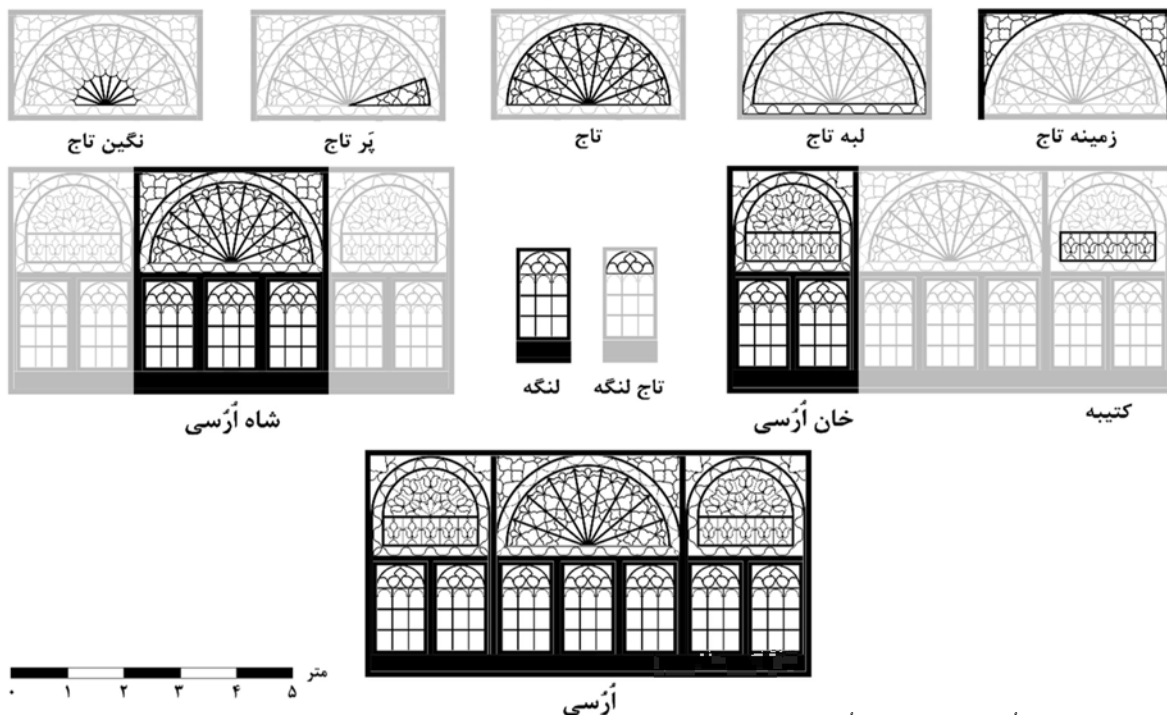 زمینه تاج
لبه تاج
تاج
پَر تاج
نگین تاج
کتیبه
خان اُرُسی
تاج لنگه
لنگه
شاه اُرُسی
متر
۰ ۱ ۲ ۳ ۴ ۵
اُرُسی